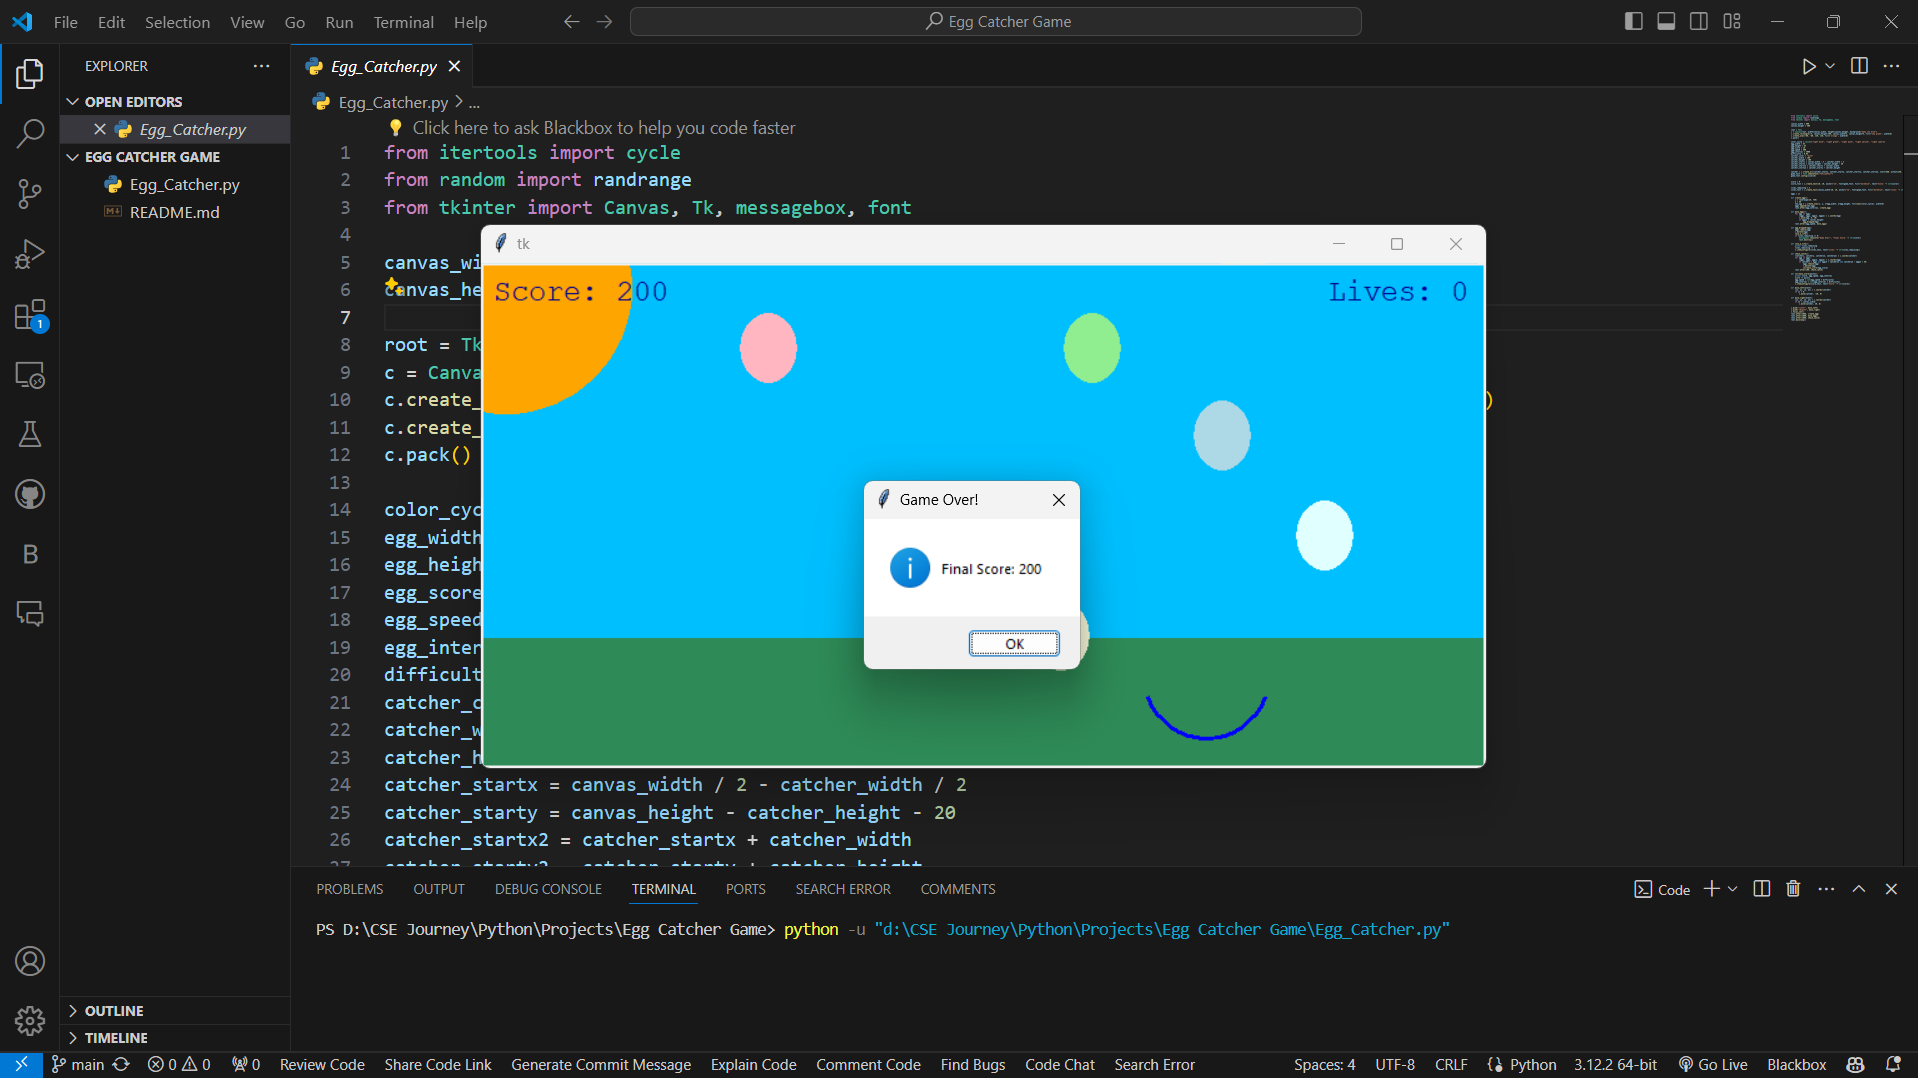 File Edit Selection View Go Run Terminal Help
Egg Catcher Game
EXPLORER
OPEN EDITORS
Egg_Catcher.py
EGG CATCHER GAME
Egg_Catcher.py
README.md
1
B
OUTLINE
TIMELINE
Egg_Catcher.py
Egg_Catcher.py > ...
Click here to ask Blackbox to help you code faster
1 from itertools import cycle
2 from random import randrange
3 from tkinter import Canvas, Tk, messagebox, font
4
5 canvas_wi
6 canvas_he
7
8 root = Tk
9 c = Canva
10 c.create_ )
11 c.create_
12 c.pack()
13
14 color_cyc
15 egg_width
16 egg_heigh
17 egg_score
18 egg_speed
19 egg_inter
20 difficult
21 catcher_c
22 catcher_w
23 catcher_h
24 catcher_startx = canvas_width / 2 - catcher_width / 2
25 catcher_starty = canvas_height - catcher_height - 20
26 catcher_startx2 = catcher_startx + catcher_width
27 catcher_starty2 = catcher_starty + catcher_height
tk
Score: 200
Lives: 0
Game Over!
Final Score: 200
OK
PROBLEMS OUTPUT DEBUG CONSOLE TERMINAL PORTS SEARCH ERROR COMMENTS
Code
PS D:\CSE Journey\Python\Projects\Egg Catcher Game> python -u "d:\CSE Journey\Python\Projects\Egg Catcher Game\Egg_Catcher.py"
main 0 0 0 Review Code Share Code Link Generate Commit Message Explain Code Comment Code Find Bugs Code Chat Search Error
Spaces: 4 UTF-8 CRLF Python 3.12.2 64-bit Go Live Blackbox